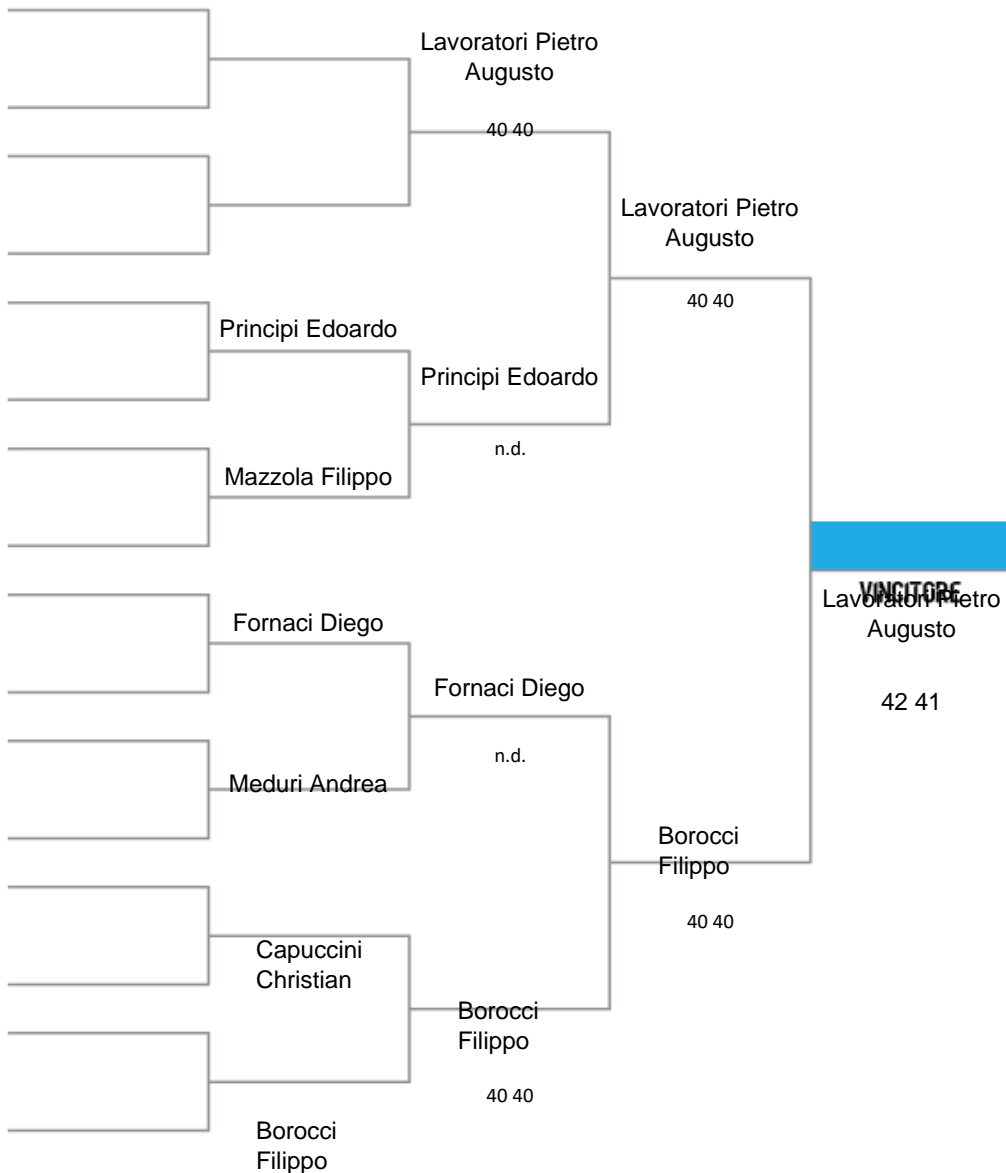 Lavoratori Pietro
Augusto
40 40
Lavoratori Pietro
Augusto
40 40
Principi Edoardo
Principi Edoardo
n.d.
Mazzola Filippo
VINCITORE
Lavoratori Pietro
Augusto
42 41
Fornaci Diego
Fornaci Diego
n.d.
Meduri Andrea
Borocci
Filippo
40 40
Capuccini
Christian
Borocci
Filippo
40 40
Borocci
Filippo